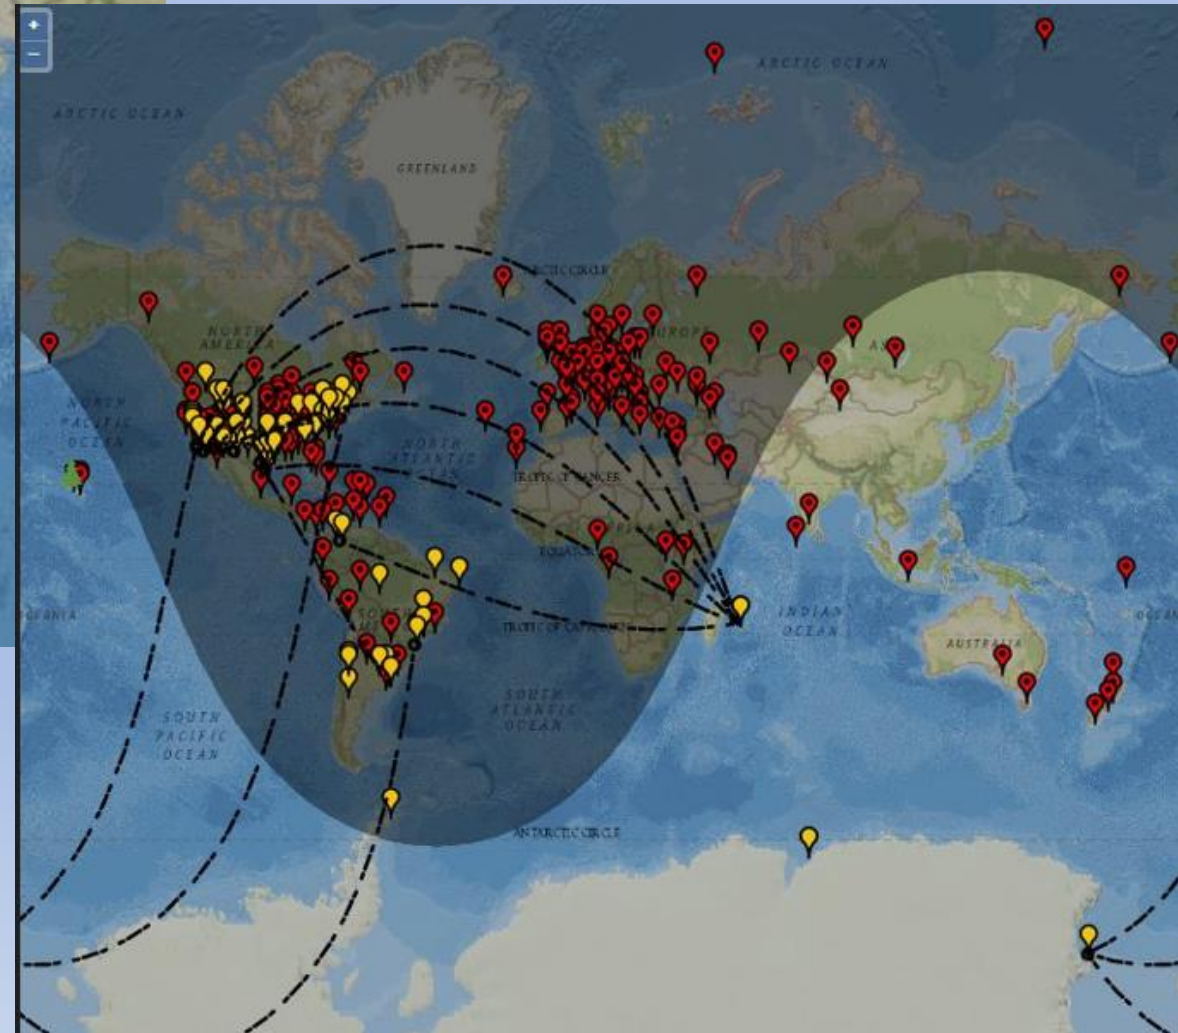 +
ARCTIC OCEAN
ARCTIC OCEAN
−
GREENLAND
ARCTIC CIRCLE
NORTH
AMERICA
EUROPE
NORTH
PACIFIC
OCEAN
NORTH
ATLANTIC
TROPIC OF CANCER
EQUATOR
INDIAN
OCEAN
SOUTH
TROPIC OF CAPRICORN
AUSTRALIA
SOUTH
ATLANTIC
OCEAN
SOUTH
PACIFIC
OCEAN
ANTARCTIC CIRCLE